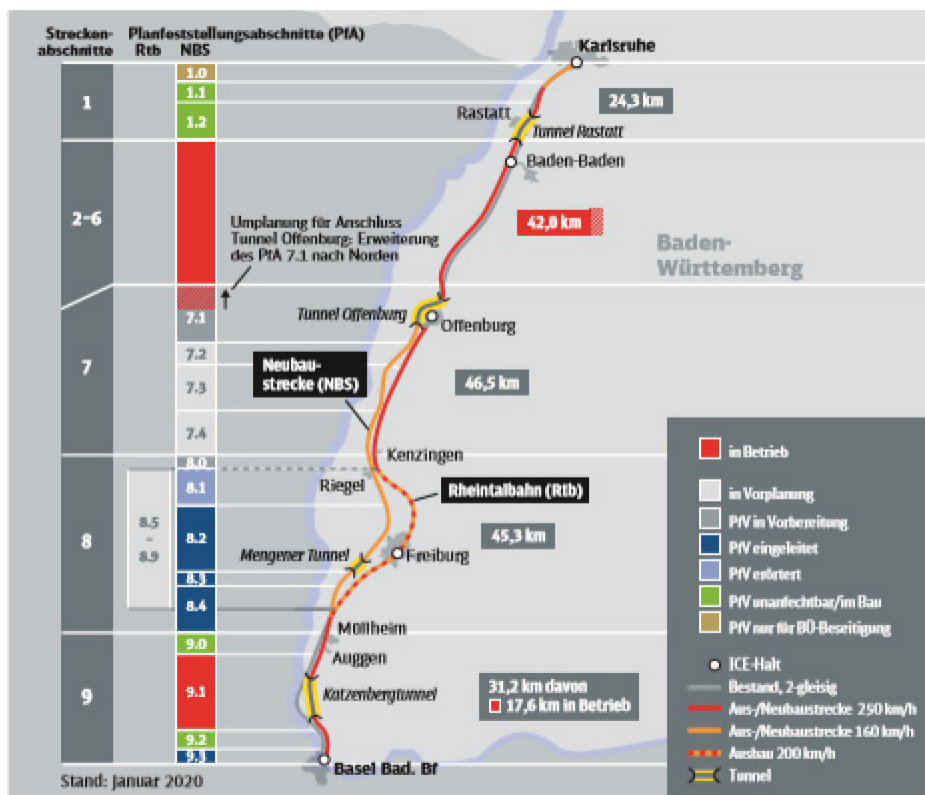 Strecken-
abschnitte
Planfeststellungsabschnitte (PfA)
Rtb NBS
1
1.0
1.1
1.2
2-6
7
7.1
7.2
7.3
7.4
8
8.5
-
8.9
8.0
8.1
8.2
8.3
8.4
9
9.0
9.1
9.2
9.3
Umplanung für Anschluss
Tunnel Offenburg: Erweiterung
des PfA 7.1 nach Norden
Karlsruhe
24,3 km
Rastatt
Tunnel Rastatt
Baden-Baden
42,0 km
Baden-
Württemberg
Tunnel Offenburg
Offenburg
Neubau-
strecke (NBS)
46,5 km
Kenzingen
Riegel
Rheintalbahn (Rtb)
45,3 km
Mengener Tunnel
Freiburg
Müllheim
Auggen
Katzenbergtunnel
31,2 km davon
17,6 km in Betrieb
Basel Bad. Bf
in Betrieb
in Vorplanung
PfV in Vorbereitung
PfV eingeleitet
PfV erörtert
PfV unanfechtbar/im Bau
PfV nur für BÜ-Beseitigung
ICE-Halt
Bestand, 2-gleisig
Aus-/Neubaustrecke 250 km/h
Aus-/Neubaustrecke 160 km/h
Ausbau 200 km/h
Tunnel
Stand: Januar 2020